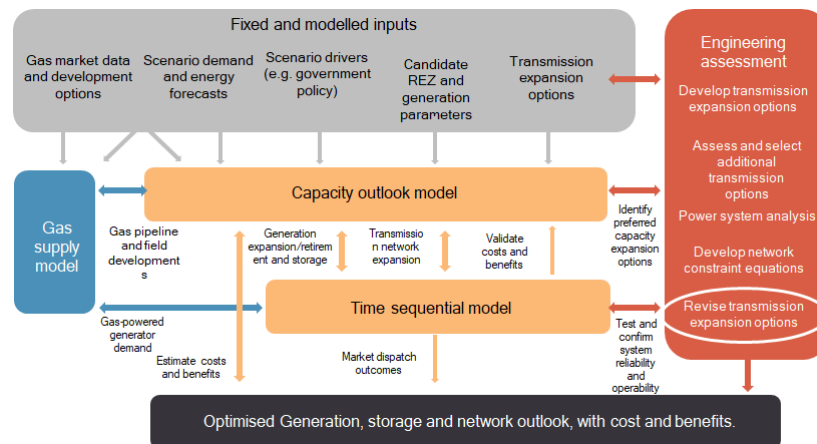 Fixed and modelled inputs
Gas market data
and development
options
Scenario demand
and energy
forecasts
Scenario drivers
(e.g. government
policy)
Candidate
REZ and
generation
parameters
Transmission
expansion
options
Engineering
assessment
Develop transmission
expansion options
Assess and select
additional
transmission
options
Power system analysis
Develop network
constraint equations
Revise transmission
expansion options
Gas
supply
model
Capacity outlook model
Gas pipeline
and field
development
s
Generation
expansion/retirem
ent and storage
Transmissio
n network
expansion
Validate
costs and
benefits
Identify
preferred
capacity
expansion
options
Time sequential model
Gas-powered
generator
demand
Estimate costs
and benefits
Market dispatch
outcomes
Test and
confirm
system
reliability
and
operability
Optimised Generation, storage and network outlook, with cost and benefits.